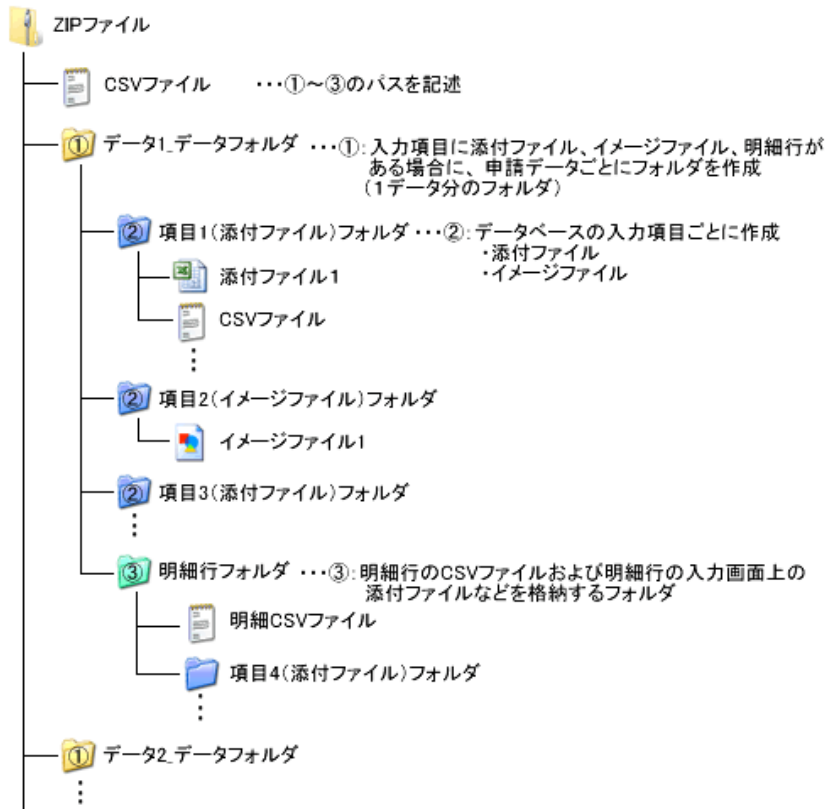 ZIPファイル
CSVファイル ・・・①～③のパスを記述
① データ1_データフォルダ ・・・①:入力項目に添付ファイル、イメージファイル、明細行が
ある場合に、申請データごとにフォルダを作成
(1データ分のフォルダ)
② 項目1(添付ファイル)フォルダ・・・②:データベースの入力項目ごとに作成
・添付ファイル
・イメージファイル
添付ファイル1
CSVファイル
② 項目2(イメージファイル)フォルダ
イメージファイル1
② 項目3(添付ファイル)フォルダ
③ 明細行フォルダ ・・・③:明細行のCSVファイルおよび明細行の入力画面上の
添付ファイルなどを格納するフォルダ
明細CSVファイル
項目4(添付ファイル)フォルダ
① データ2_データフォルダ